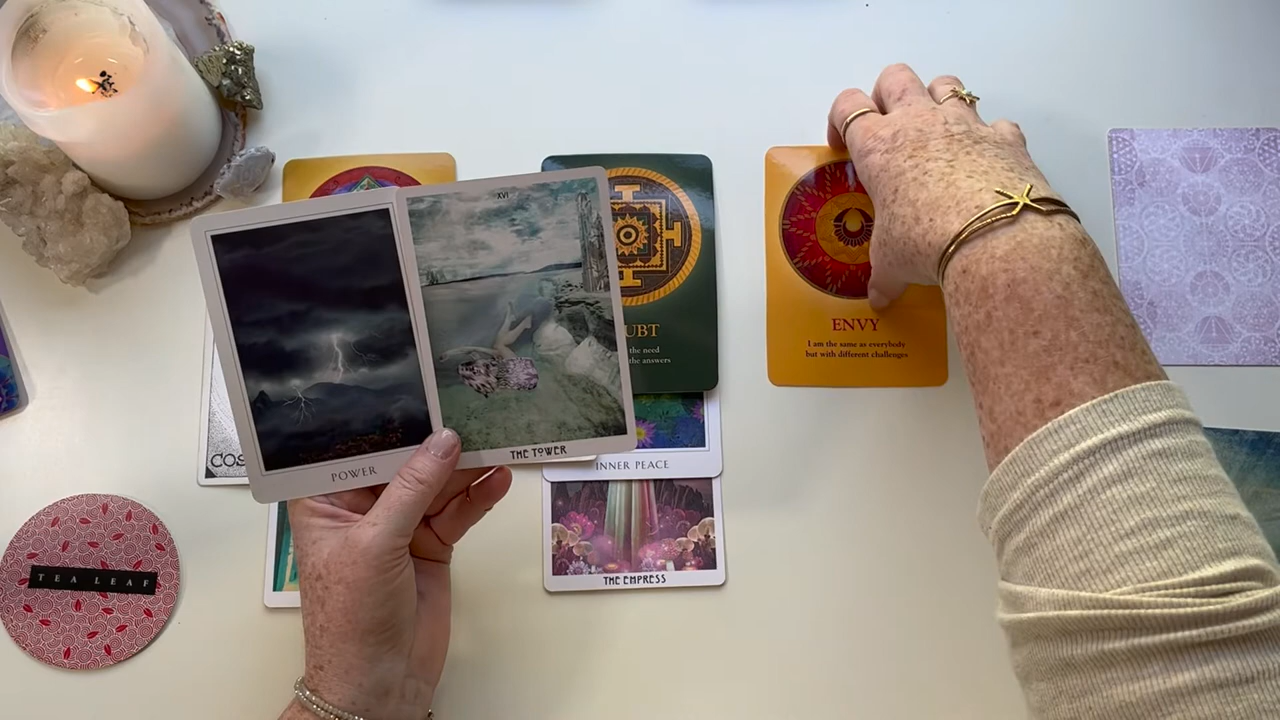 XVI
UBT
the need
the answers
ENVY
I am the same as everybody
but with different challenges
POWER
THE TOWER
COS
INNER PEACE
TEA LEAF
THE EMPRESS